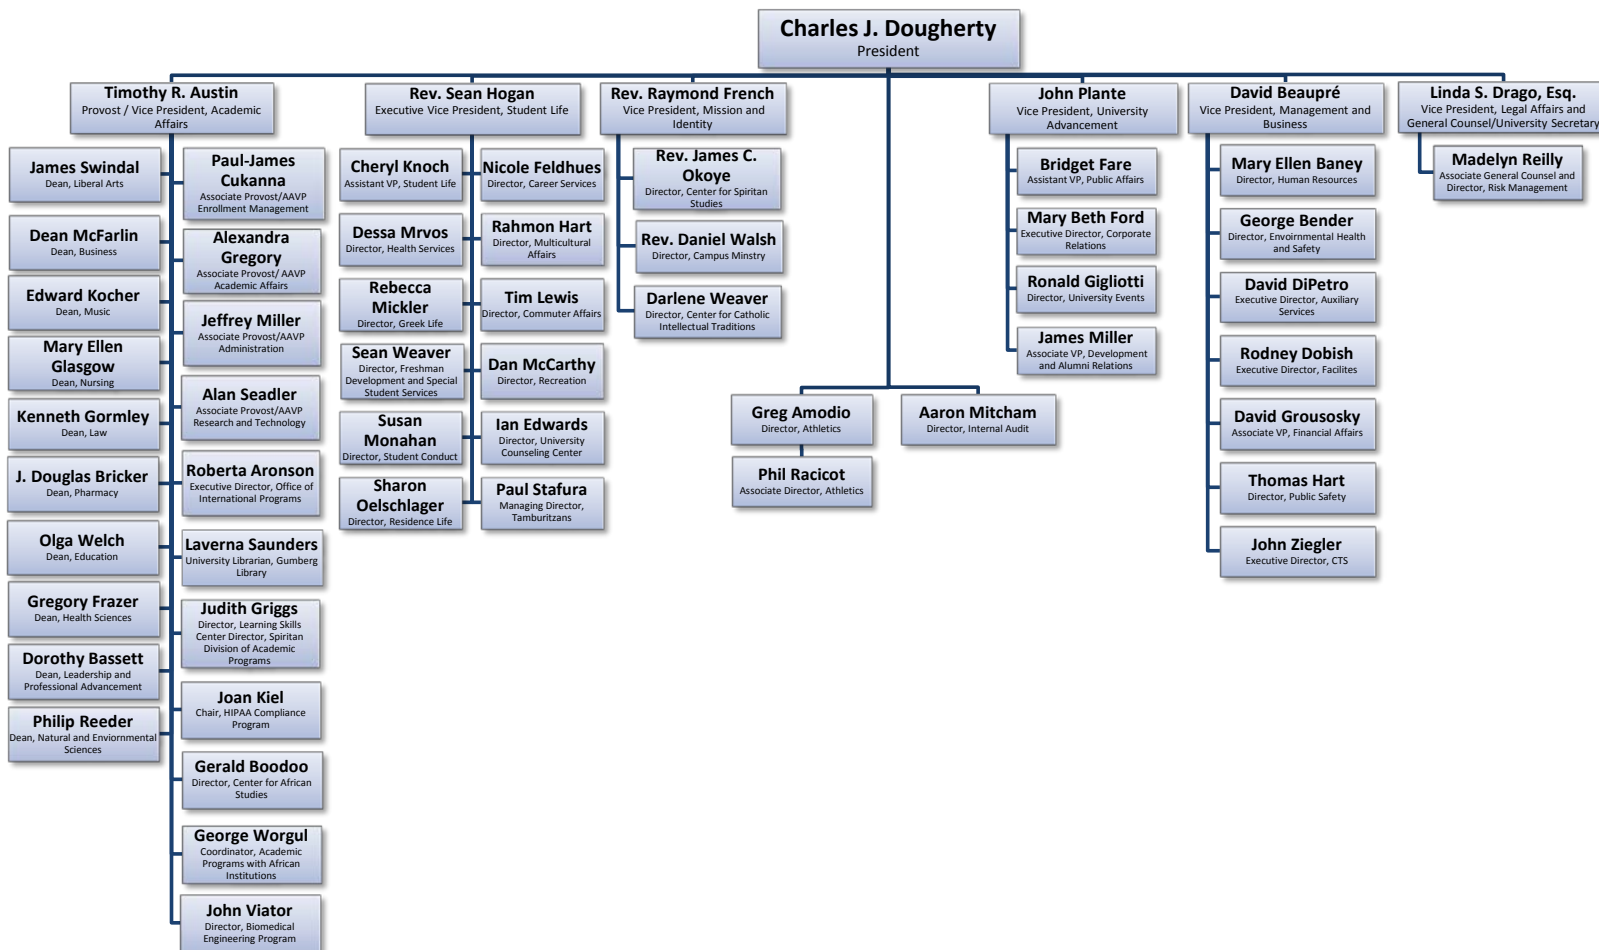 Charles J. Dougherty
President
Timothy R. Austin
Provost / Vice President, Academic
Affairs
James Swindal
Dean, Liberal Arts
Dean McFarlin
Dean, Business
Edward Kocher
Dean, Music
Mary Ellen
Glasgow
Dean, Nursing
Kenneth Gormley
Dean, Law
J. Douglas Bricker
Dean, Pharmacy
Olga Welch
Dean, Education
Gregory Frazer
Dean, Health Sciences
Dorothy Bassett
Dean, Leadership and
Professional Advancement
Philip Reeder
Dean, Natural and Enviornmental
Sciences
Paul-James
Cukanna
Associate Provost/AAVP
Enrollment Management
Alexandra
Gregory
Associate Provost/ AAVP
Academic Affairs
Jeffrey Miller
Associate Provost/AAVP
Administration
Alan Seadler
Associate Provost/AAVP
Research and Technology
Roberta Aronson
Executive Director, Office of
International Programs
Laverna Saunders
University Librarian, Gumberg
Library
Judith Griggs
Director, Learning Skills
Center Director, Spiritan
Division of Academic
Programs
Joan Kiel
Chair, HIPAA Compliance
Program
Gerald Boodoo
Director, Center for African
Studies
George Worgul
Coordinator, Academic
Programs with African
Institutions
John Viator
Director, Biomedical
Engineering Program
Rev. Sean Hogan
Executive Vice President, Student Life
Cheryl Knoch
Assistant VP, Student Life
Dessa Mrvos
Director, Health Services
Rebecca
Mickler
Director, Greek Life
Sean Weaver
Director, Freshman
Development and Special
Student Services
Susan
Monahan
Director, Student Conduct
Sharon
Oelschlager
Director, Residence Life
Nicole Feldhues
Director, Career Services
Rahmon Hart
Director, Multicultural
Affairs
Tim Lewis
Director, Commuter Affairs
Dan McCarthy
Director, Recreation
Ian Edwards
Director, University
Counseling Center
Paul Stafura
Managing Director,
Tamburitzans
Rev. Raymond French
Vice President, Mission and
Identity
Rev. James C.
Okoye
Director, Center for Spiritan
Studies
Rev. Daniel Walsh
Director, Campus Minstry
Darlene Weaver
Director, Center for Catholic
Intellectual Traditions
Greg Amodio
Director, Athletics
Phil Racicot
Associate Director, Athletics
Aaron Mitcham
Director, Internal Audit
John Plante
Vice President, University
Advancement
Bridget Fare
Assistant VP, Public Affairs
Mary Beth Ford
Executive Director, Corporate
Relations
Ronald Gigliotti
Director, University Events
James Miller
Associate VP, Development
and Alumni Relations
David Beaupré
Vice President, Management and
Business
Mary Ellen Baney
Director, Human Resources
George Bender
Director, Envoirnmental Health
and Safety
David DiPetro
Executive Director, Auxiliary
Services
Rodney Dobish
Executive Director, Facilites
David Grousosky
Associate VP, Financial Affairs
Thomas Hart
Director, Public Safety
John Ziegler
Executive Director, CTS
Linda S. Drago, Esq.
Vice President, Legal Affairs and
General Counsel/University Secretary
Madelyn Reilly
Associate General Counsel and
Director, Risk Management